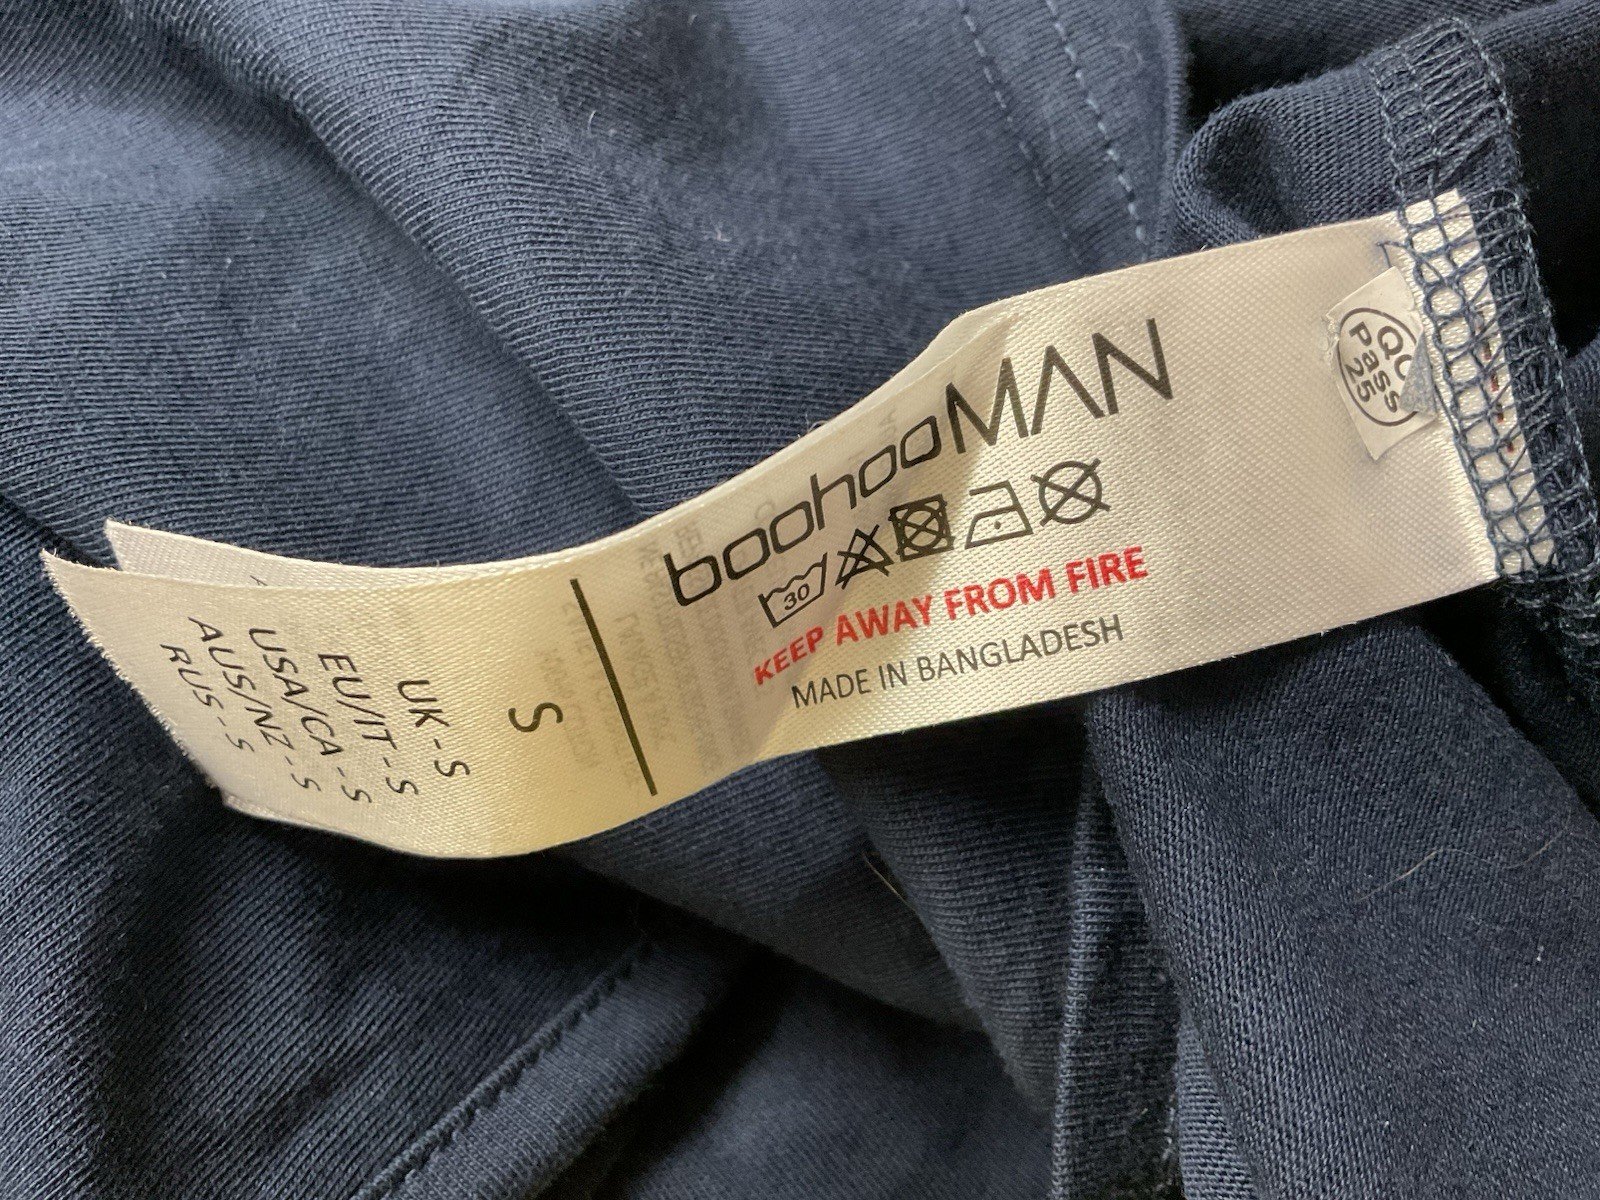 boohooMAN
30
KEEP AWAY FROM FIRE
MADE IN BANGLADESH
S
UK - S
EU/IT - S
USA/CA - S
AUS/NZ - S
RUS - S
Pass
25